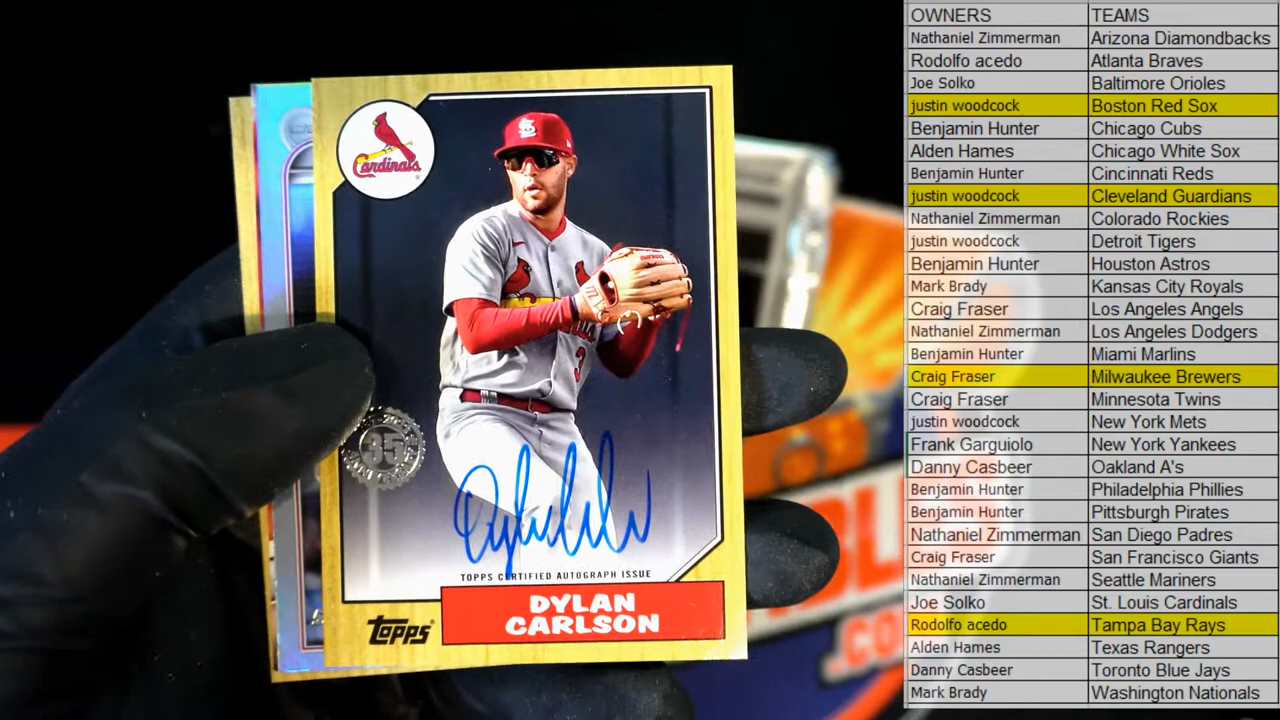 Cardinals
35
TOPPS CERTIFIED AUTOGRAPH ISSUE
topps
DYLAN
CARLSON
3
BL
.CO
OWNERS TEAMS
Nathaniel Zimmerman Arizona Diamondbacks
Rodolfo acedo Atlanta Braves
Joe Solko Baltimore Orioles
justin woodcock Boston Red Sox
Benjamin Hunter Chicago Cubs
Alden Hames Chicago White Sox
Benjamin Hunter Cincinnati Reds
justin woodcock Cleveland Guardians
Nathaniel Zimmerman Colorado Rockies
justin woodcock Detroit Tigers
Benjamin Hunter Houston Astros
Mark Brady Kansas City Royals
Craig Fraser Los Angeles Angels
Nathaniel Zimmerman Los Angeles Dodgers
Benjamin Hunter Miami Marlins
Craig Fraser Milwaukee Brewers
Craig Fraser Minnesota Twins
justin woodcock New York Mets
Frank Garguiolo New York Yankees
Danny Casbeer Oakland A's
Benjamin Hunter Philadelphia Phillies
Benjamin Hunter Pittsburgh Pirates
Nathaniel Zimmerman San Diego Padres
Craig Fraser San Francisco Giants
Nathaniel Zimmerman Seattle Mariners
Joe Solko St. Louis Cardinals
Rodolfo acedo Tampa Bay Rays
Alden Hames Texas Rangers
Danny Casbeer Toronto Blue Jays
Mark Brady Washington Nationals